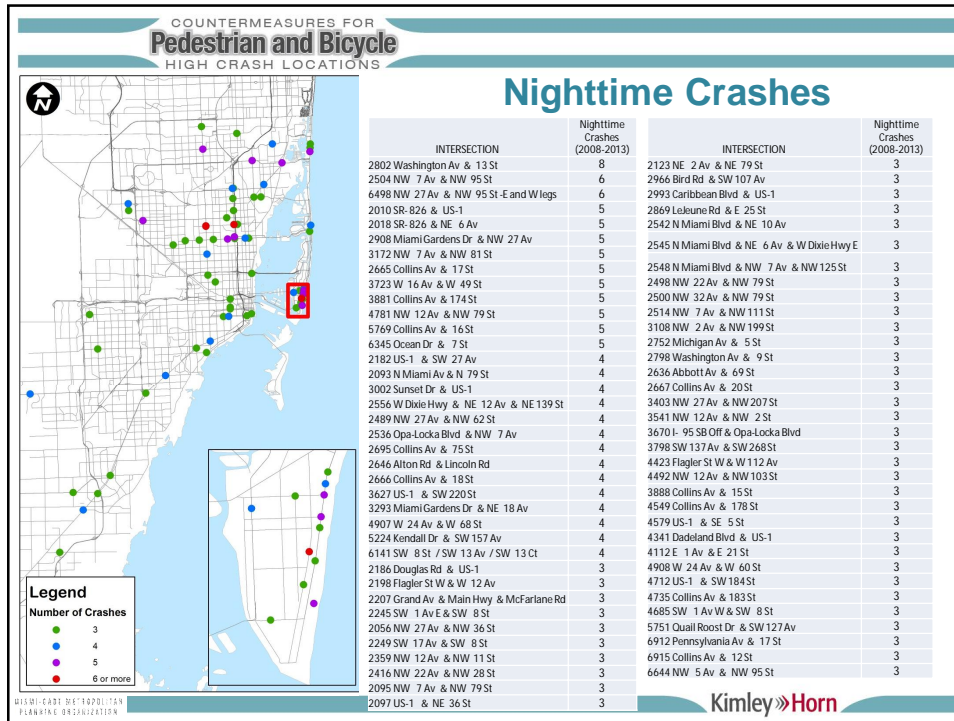 COUNTERMEASURES FOR
Pedestrian and Bicycle
HIGH CRASH LOCATIONS
Nighttime Crashes
N
Legend
Number of Crashes
3
4
5
6 or more
INTERSECTION Nighttime Crashes (2008-2013)
2802 Washington Av & 13 St 8
2504 NW 7 Av & NW 95 St 6
6498 NW 27 Av & NW 95 St -E and W legs 6
2010 SR- 826 & US-1 5
2018 SR- 826 & NE 6 Av 5
2908 Miami Gardens Dr & NW 27 Av 5
3172 NW 7 Av & NW 81 St 5
2665 Collins Av & 17 St 5
3723 W 16 Av & W 49 St 5
3881 Collins Av & 174 St 5
4781 NW 12 Av & NW 79 St 5
5769 Collins Av & 16 St 5
6345 Ocean Dr & 7 St 5
2182 US-1 & SW 27 Av 4
2093 N Miami Av & N 79 St 4
3002 Sunset Dr & US-1 4
2556 W Dixie Hwy & NE 12 Av & NE 139 St 4
2489 NW 27 Av & NW 62 St 4
2536 Opa-Locka Blvd & NW 7 Av 4
2695 Collins Av & 75 St 4
2646 Alton Rd & Lincoln Rd 4
2666 Collins Av & 18 St 4
3627 US-1 & SW 220 St 4
3293 Miami Gardens Dr & NE 18 Av 4
4907 W 24 Av & W 68 St 4
5224 Kendall Dr & SW 157 Av 4
6141 SW 8 St / SW 13 Av / SW 13 Ct 4
2186 Douglas Rd & US-1 3
2198 Flagler St W & W 12 Av 3
2207 Grand Av & Main Hwy & McFarlane Rd 3
2245 SW 1 Av E & SW 8 St 3
2056 NW 27 Av & NW 36 St 3
2249 SW 17 Av & SW 8 St 3
2359 NW 12 Av & NW 11 St 3
2416 NW 22 Av & NW 28 St 3
2095 NW 7 Av & NW 79 St 3
2097 US-1 & NE 36 St 3
INTERSECTION Nighttime Crashes (2008-2013)
2123 NE 2 Av & NE 79 St 3
2966 Bird Rd & SW 107 Av 3
2993 Caribbean Blvd & US-1 3
2869 LeJeune Rd & E 25 St 3
2542 N Miami Blvd & NE 10 Av 3
2545 N Miami Blvd & NE 6 Av & W Dixie Hwy E 3
2548 N Miami Blvd & NW 7 Av & NW 125 St 3
2498 NW 22 Av & NW 79 St 3
2500 NW 32 Av & NW 79 St 3
2514 NW 7 Av & NW 111 St 3
3108 NW 2 Av & NW 199 St 3
2752 Michigan Av & 5 St 3
2798 Washington Av & 9 St 3
2636 Abbott Av & 69 St 3
2667 Collins Av & 20 St 3
3403 NW 27 Av & NW 207 St 3
3541 NW 12 Av & NW 2 St 3
3670 I- 95 SB Off & Opa-Locka Blvd 3
3798 SW 137 Av & SW 268 St 3
4423 Flagler St W & W 112 Av 3
4492 NW 12 Av & NW 103 St 3
3888 Collins Av & 15 St 3
4549 Collins Av & 178 St 3
4579 US-1 & SE 5 St 3
4341 Dadeland Blvd & US-1 3
4112 E 1 Av & E 21 St 3
4908 W 24 Av & W 60 St 3
4712 US-1 & SW 184 St 3
4735 Collins Av & 183 St 3
4685 SW 1 Av W & SW 8 St 3
5751 Quail Roost Dr & SW 127 Av 3
6912 Pennsylvania Av & 17 St 3
6915 Collins Av & 12 St 3
6644 NW 5 Av & NW 95 St 3
MIAMI-DADE METROPOLITAN
PLANNING ORGANIZATION
Kimley»Horn